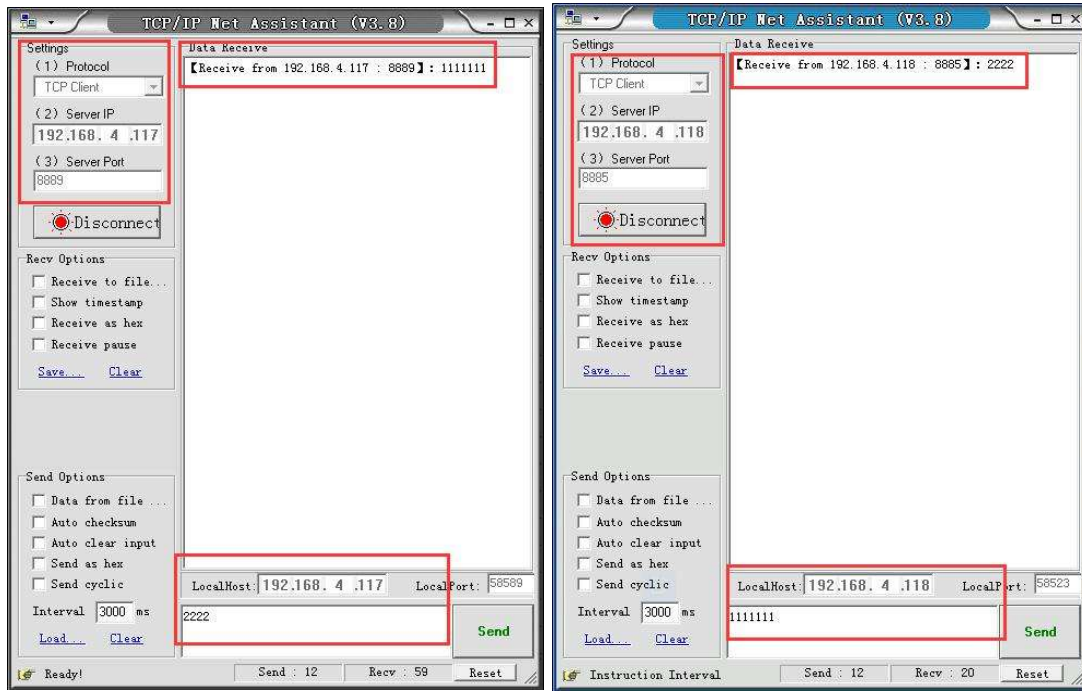 TCP/IP Net Assistant (V3.8)
Settings
(1) Protocol
TCP Client
(2) Server IP
192.168. 4 .117
(3) Server Port
8889
Disconnect
Recv Options
Receive to file...
Show timestamp
Receive as hex
Receive pause
Save... Clear
Send Options
Data from file ...
Auto checksum
Auto clear input
Send as hex
Send cyclic
Interval 3000 ms
Load... Clear
Data Receive
【Receive from 192.168.4.117 : 8889】: 1111111
LocalHost: 192.168. 4 .117 LocalPort: 58589
2222
Send
Ready! Send : 12 Recv : 59 Reset
TCP/IP Net Assistant (V3.8)
Settings
(1) Protocol
TCP Client
(2) Server IP
192.168. 4 .118
(3) Server Port
8885
Disconnect
Recv Options
Receive to file...
Show timestamp
Receive as hex
Receive pause
Save... Clear
Send Options
Data from file ...
Auto checksum
Auto clear input
Send as hex
Send cyclic
Interval 3000 ms
Load... Clear
Data Receive
【Receive from 192.168.4.118 : 8885】: 2222
LocalHost: 192.168. 4 .118 LocalPort: 58523
1111111
Send
Instruction Interval Send : 12 Recv : 20 Reset